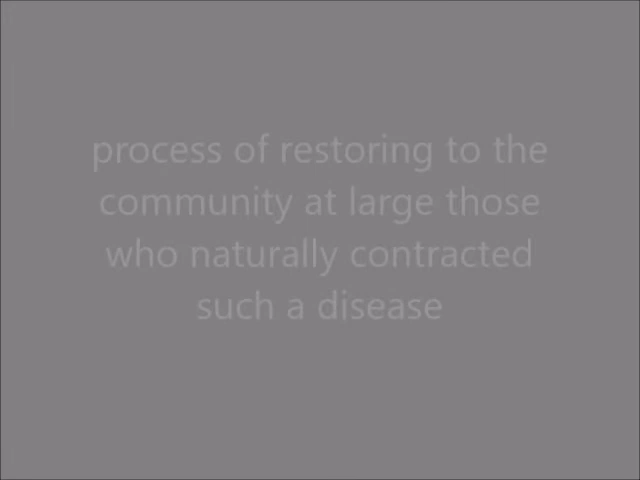 process of restoring to the
community at large those
who naturally contracted
such a disease